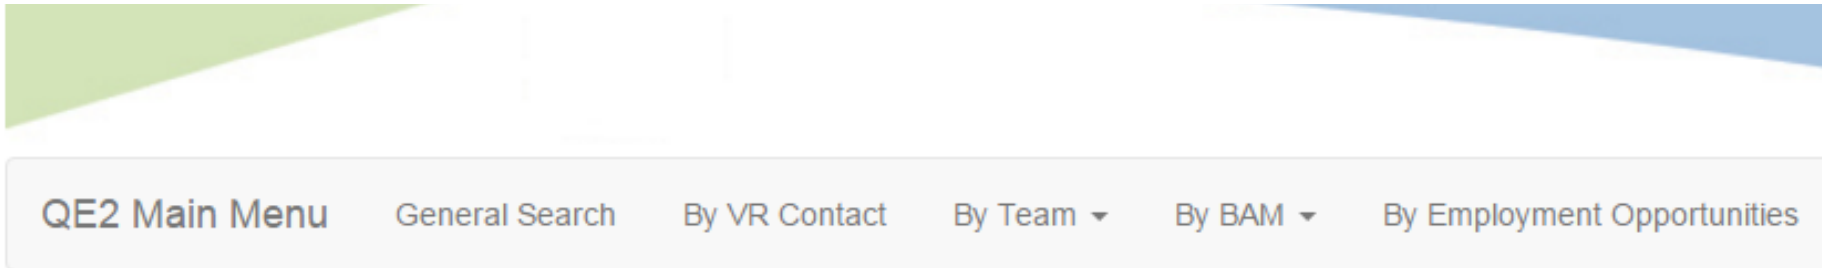 QE2 Main Menu General Search By VR Contact By Team By BAM By Employment Opportunities